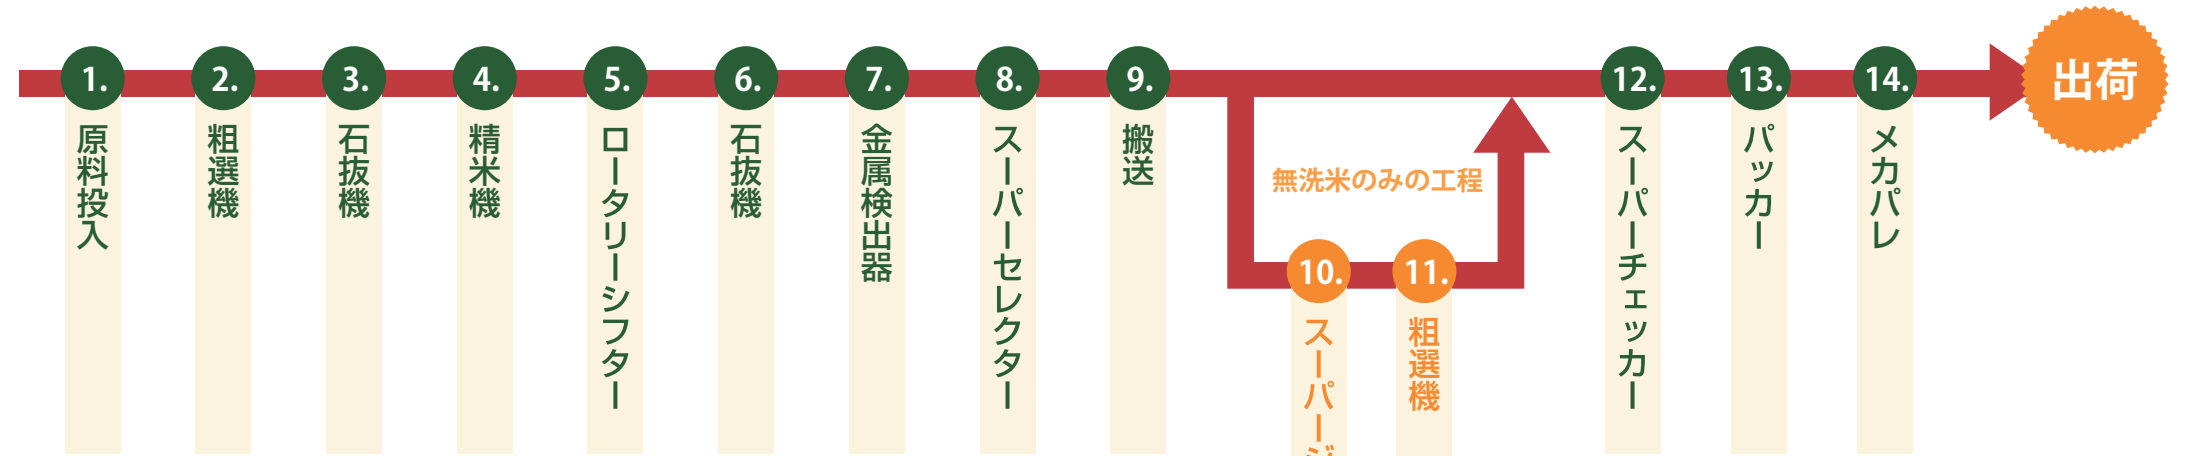 1.
原料投入
2.
粗選機
3.
石抜機
4.
精米機
5.
ロータリーシフター
6.
石抜機
7.
金属検出器
8.
スーパーセレクター
9.
搬送
無洗米のみの工程
10.
スーパージ
11.
粗選機
12.
スーパーチェッカー
13.
パッカー
14.
メカパレ
出荷